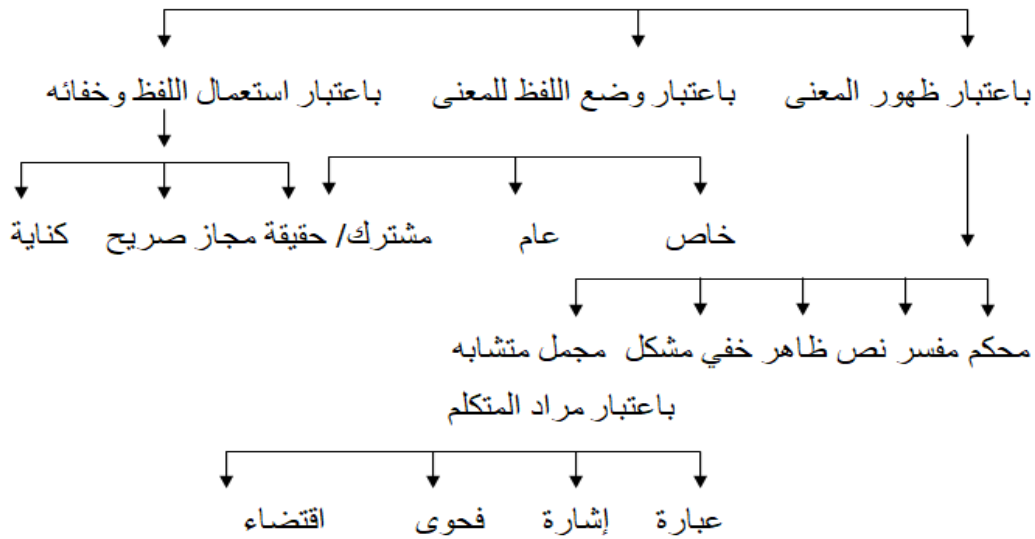 باعتبار ظهور المعنى باعتبار وضع اللفظ للمعنى باعتبار استعمال اللفظ وخفائه
خاص عام مشترك/ حقيقة مجاز صريح كناية
محكم مفسر نص ظاهر خفي مشكل مجمل متشابه
باعتبار مراد المتكلم
عبارة إشارة فحوى اقتضاء